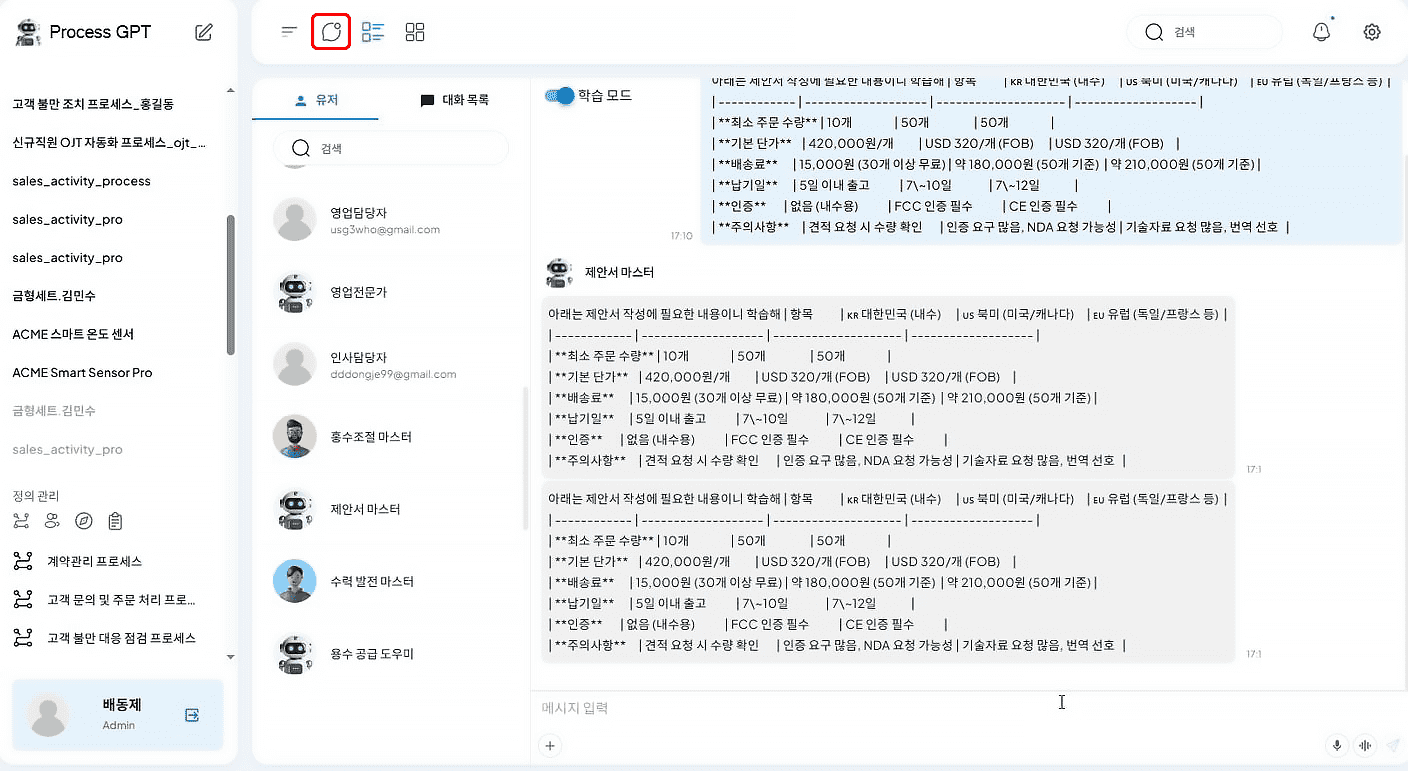 Process GPT
고객 불만 조치 프로세스_홍길동
신규직원 OJT 자동화 프로세스_ojt_...
sales_activity_process
sales_activity_pro
sales_activity_pro
금형세트.김민수
ACME 스마트 온도 센서
ACME Smart Sensor Pro
금형세트.김민수
sales_activity_pro
정의 관리
계약관리 프로세스
고객 문의 및 주문 처리 프로...
고객 불만 대응 점검 프로세스
배동제
Admin
검색
유저
대화 목록
검색
영업담당자
usg3who@gmail.com
영업전문가
인사담당자
dddongje99@gmail.com
홍수조절 마스터
제안서 마스터
수력 발전 마스터
용수 공급 도우미
학습 모드
아래는 제안서 작성에 필요한 내용이니 학습해 | 항목 | KR 대한민국 (내수) | US 북미 (미국/캐나다) | EU 유럽 (독일/프랑스 등) |
|------------|-------------------|--------------------|-------------------|
| **최소 주문 수량** | 10개 | 50개 | 50개 |
| **기본 단가** | 420,000원/개 | USD 320/개 (FOB) | USD 320/개 (FOB) |
| **배송료** | 15,000원 (30개 이상 무료) | 약 180,000원 (50개 기준) | 약 210,000원 (50개 기준) |
| **납기일** | 5일 이내 출고 | 7\~10일 | 7\~12일 |
| **인증** | 없음 (내수용) | FCC 인증 필수 | CE 인증 필수 |
| **주의사항** | 견적 요청 시 수량 확인 | 인증 요구 많음, NDA 요청 가능성 | 기술자료 요청 많음, 번역 선호 |
17:10
제안서 마스터
아래는 제안서 작성에 필요한 내용이니 학습해 | 항목 | KR 대한민국 (내수) | US 북미 (미국/캐나다) | EU 유럽 (독일/프랑스 등) |
|------------|-------------------|--------------------|-------------------|
| **최소 주문 수량** | 10개 | 50개 | 50개 |
| **기본 단가** | 420,000원/개 | USD 320/개 (FOB) | USD 320/개 (FOB) |
| **배송료** | 15,000원 (30개 이상 무료) | 약 180,000원 (50개 기준) | 약 210,000원 (50개 기준) |
| **납기일** | 5일 이내 출고 | 7\~10일 | 7\~12일 |
| **인증** | 없음 (내수용) | FCC 인증 필수 | CE 인증 필수 |
| **주의사항** | 견적 요청 시 수량 확인 | 인증 요구 많음, NDA 요청 가능성 | 기술자료 요청 많음, 번역 선호 |
17:1
아래는 제안서 작성에 필요한 내용이니 학습해 | 항목 | KR 대한민국 (내수) | US 북미 (미국/캐나다) | EU 유럽 (독일/프랑스 등) |
|------------|-------------------|--------------------|-------------------|
| **최소 주문 수량** | 10개 | 50개 | 50개 |
| **기본 단가** | 420,000원/개 | USD 320/개 (FOB) | USD 320/개 (FOB) |
| **배송료** | 15,000원 (30개 이상 무료) | 약 180,000원 (50개 기준) | 약 210,000원 (50개 기준) |
| **납기일** | 5일 이내 출고 | 7\~10일 | 7\~12일 |
| **인증** | 없음 (내수용) | FCC 인증 필수 | CE 인증 필수 |
| **주의사항** | 견적 요청 시 수량 확인 | 인증 요구 많음, NDA 요청 가능성 | 기술자료 요청 많음, 번역 선호 |
17:1
메시지 입력